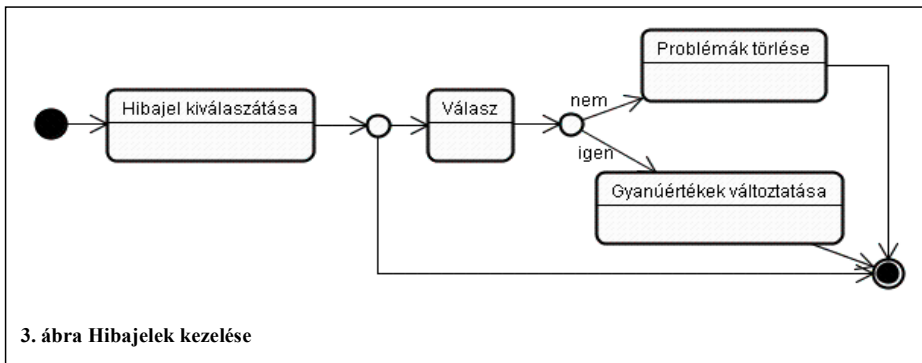 Problémák törlése
Hibajel kiválaszátása
Válasz
nem
igen
Gyanúértékek változtatása
3. ábra Hibajelek kezelése